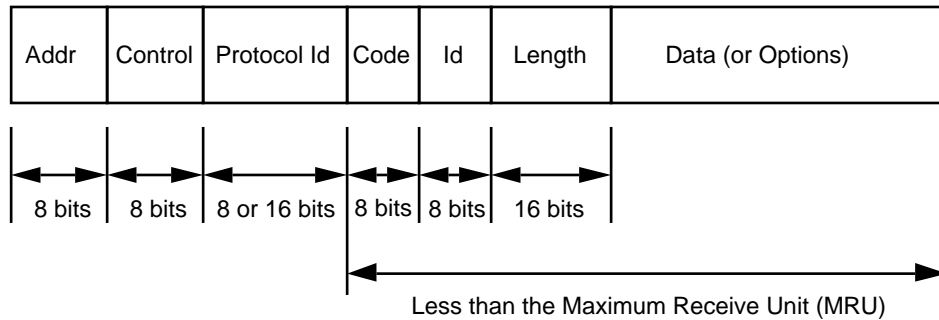 Addr Control Protocol Id Code Id Length Data (or Options)
8 bits 8 bits 8 or 16 bits 8 bits 8 bits 16 bits
Less than the Maximum Receive Unit (MRU)